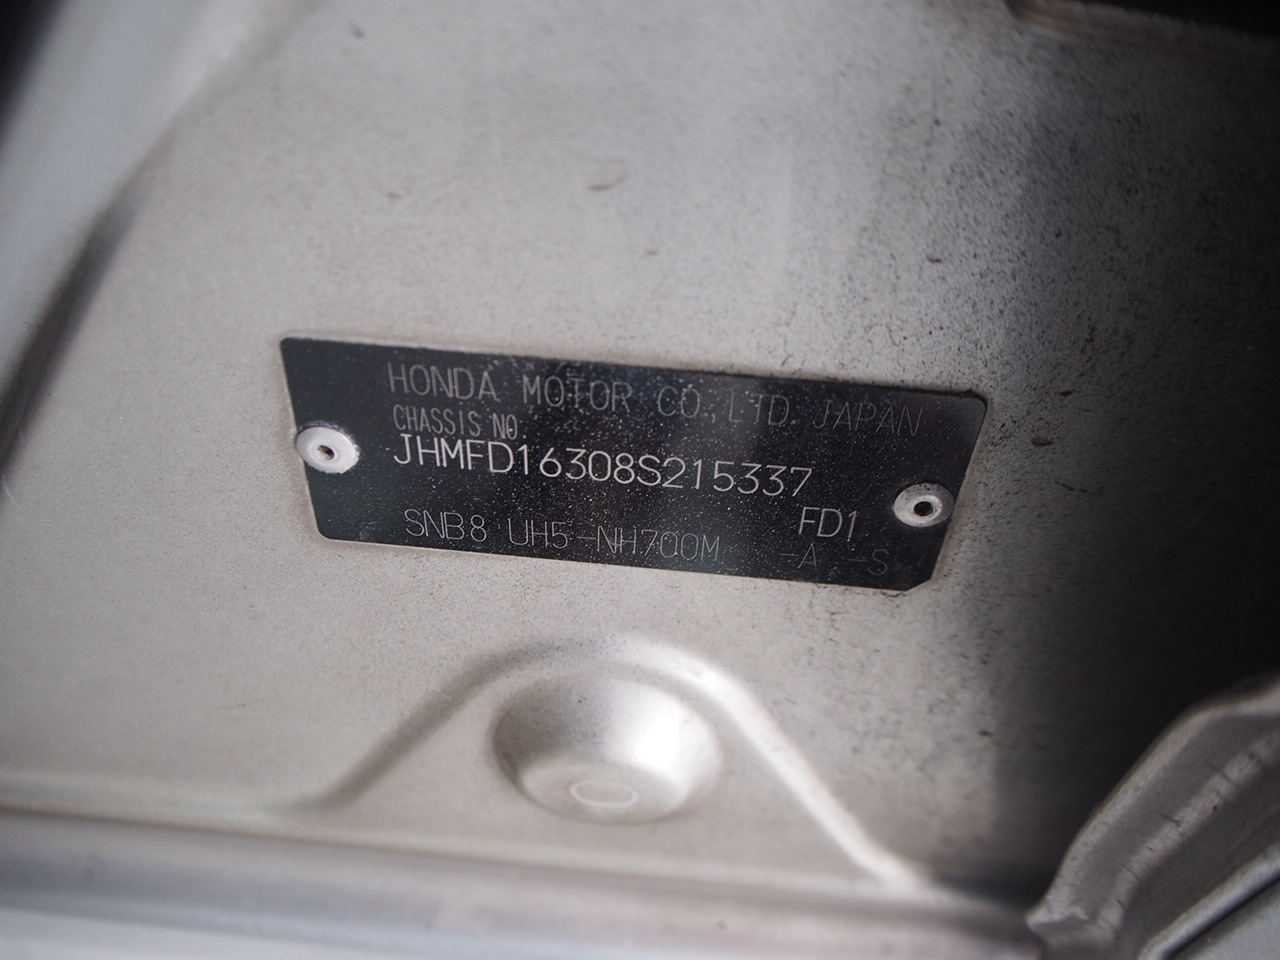 HONDA MOTOR CO.,LTD. JAPAN
CHASSIS NO.
JHMFD16308S215337
FD1
SNB8 UH5-NH700M -A -S